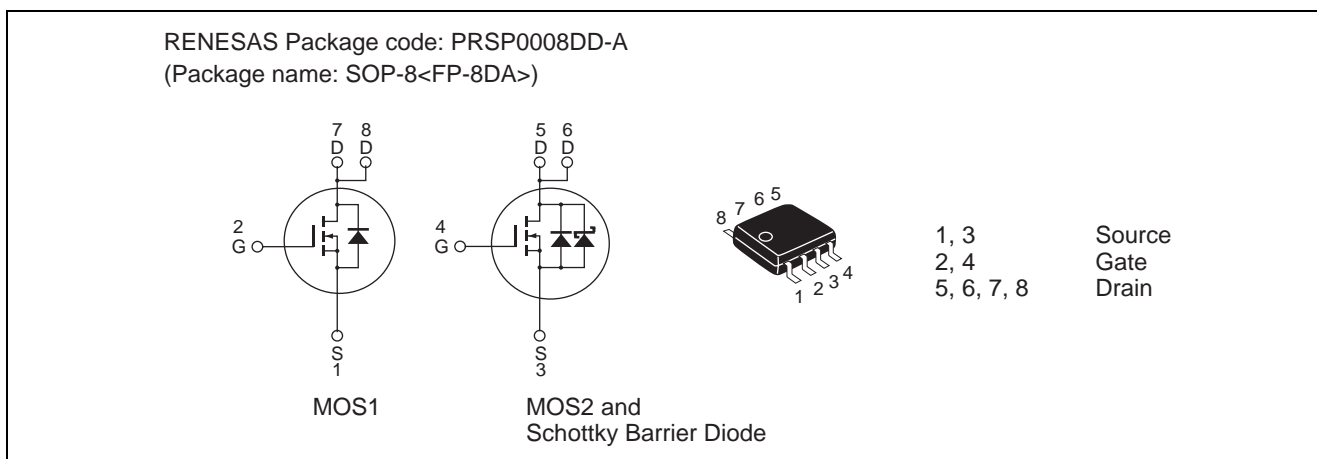 RENESAS Package code: PRSP0008DD-A
(Package name: SOP-8<FP-8DA>)
7 8
D D
2
G
S
1
MOS1
5 6
D D
4
G
S
3
MOS2 and
Schottky Barrier Diode
8 7 6 5
1 2 3 4
1, 3 Source
2, 4 Gate
5, 6, 7, 8 Drain